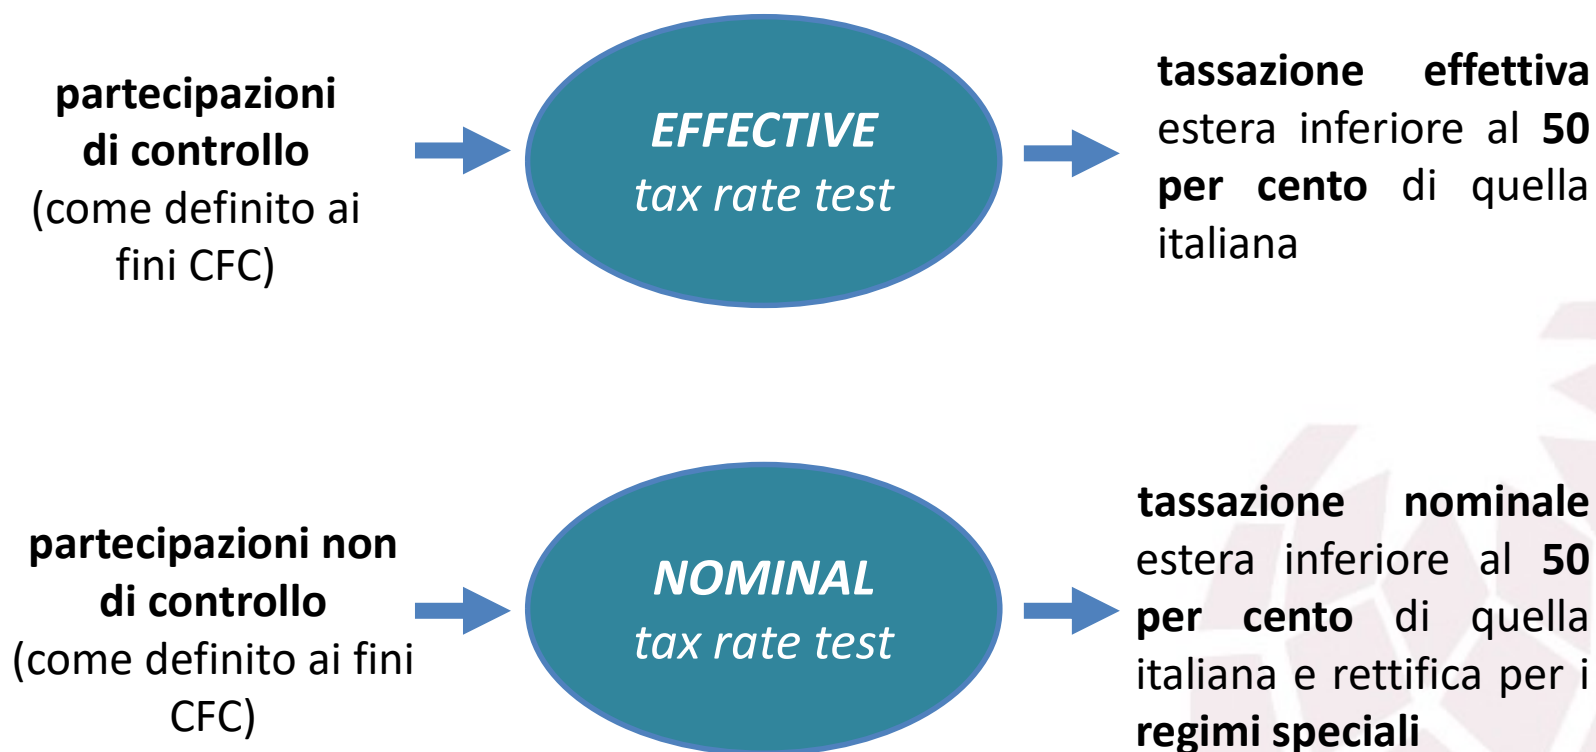 partecipazioni
di controllo
(come definito ai
fini CFC)
EFFECTIVE
tax rate test
tassazione effettiva
estera inferiore al 50
per cento di quella
italiana
partecipazioni non
di controllo
(come definito ai fini
CFC)
NOMINAL
tax rate test
tassazione nominale
estera inferiore al 50
per cento di quella
italiana e rettifica per i
regimi speciali